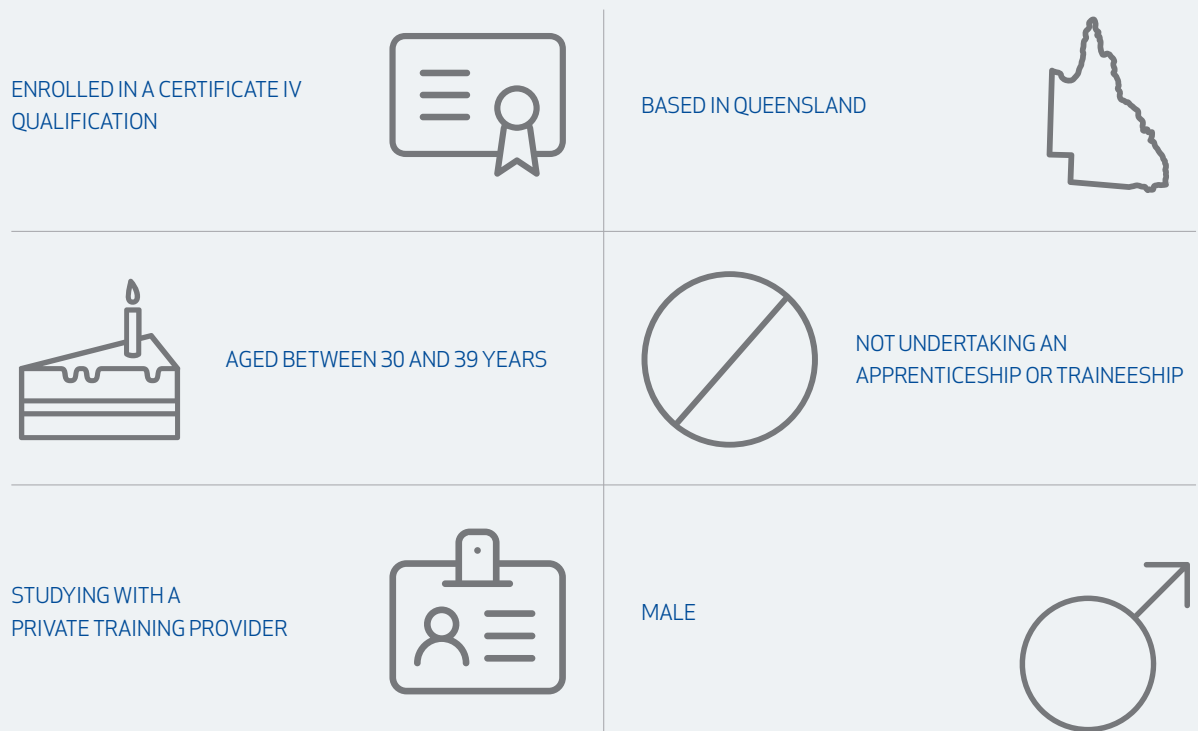 ENROLLED IN A CERTIFICATE IV
QUALIFICATION
BASED IN QUEENSLAND
AGED BETWEEN 30 AND 39 YEARS
NOT UNDERTAKING AN
APPRENTICESHIP OR TRAINEESHIP
STUDYING WITH A
PRIVATE TRAINING PROVIDER
MALE